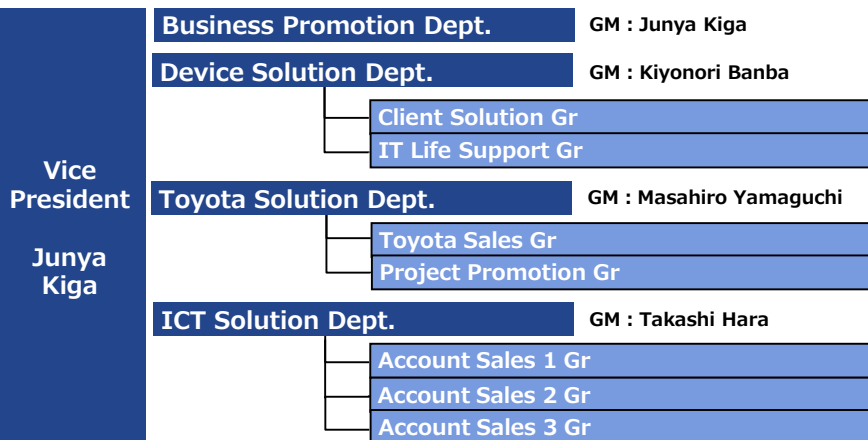 Vice
President
Junya
Kiga
Business Promotion Dept.
GM : Junya Kiga
Device Solution Dept.
GM : Kiyonori Banba
Client Solution Gr
IT Life Support Gr
Toyota Solution Dept.
GM : Masahiro Yamaguchi
Toyota Sales Gr
Project Promotion Gr
ICT Solution Dept.
GM : Takashi Hara
Account Sales 1 Gr
Account Sales 2 Gr
Account Sales 3 Gr